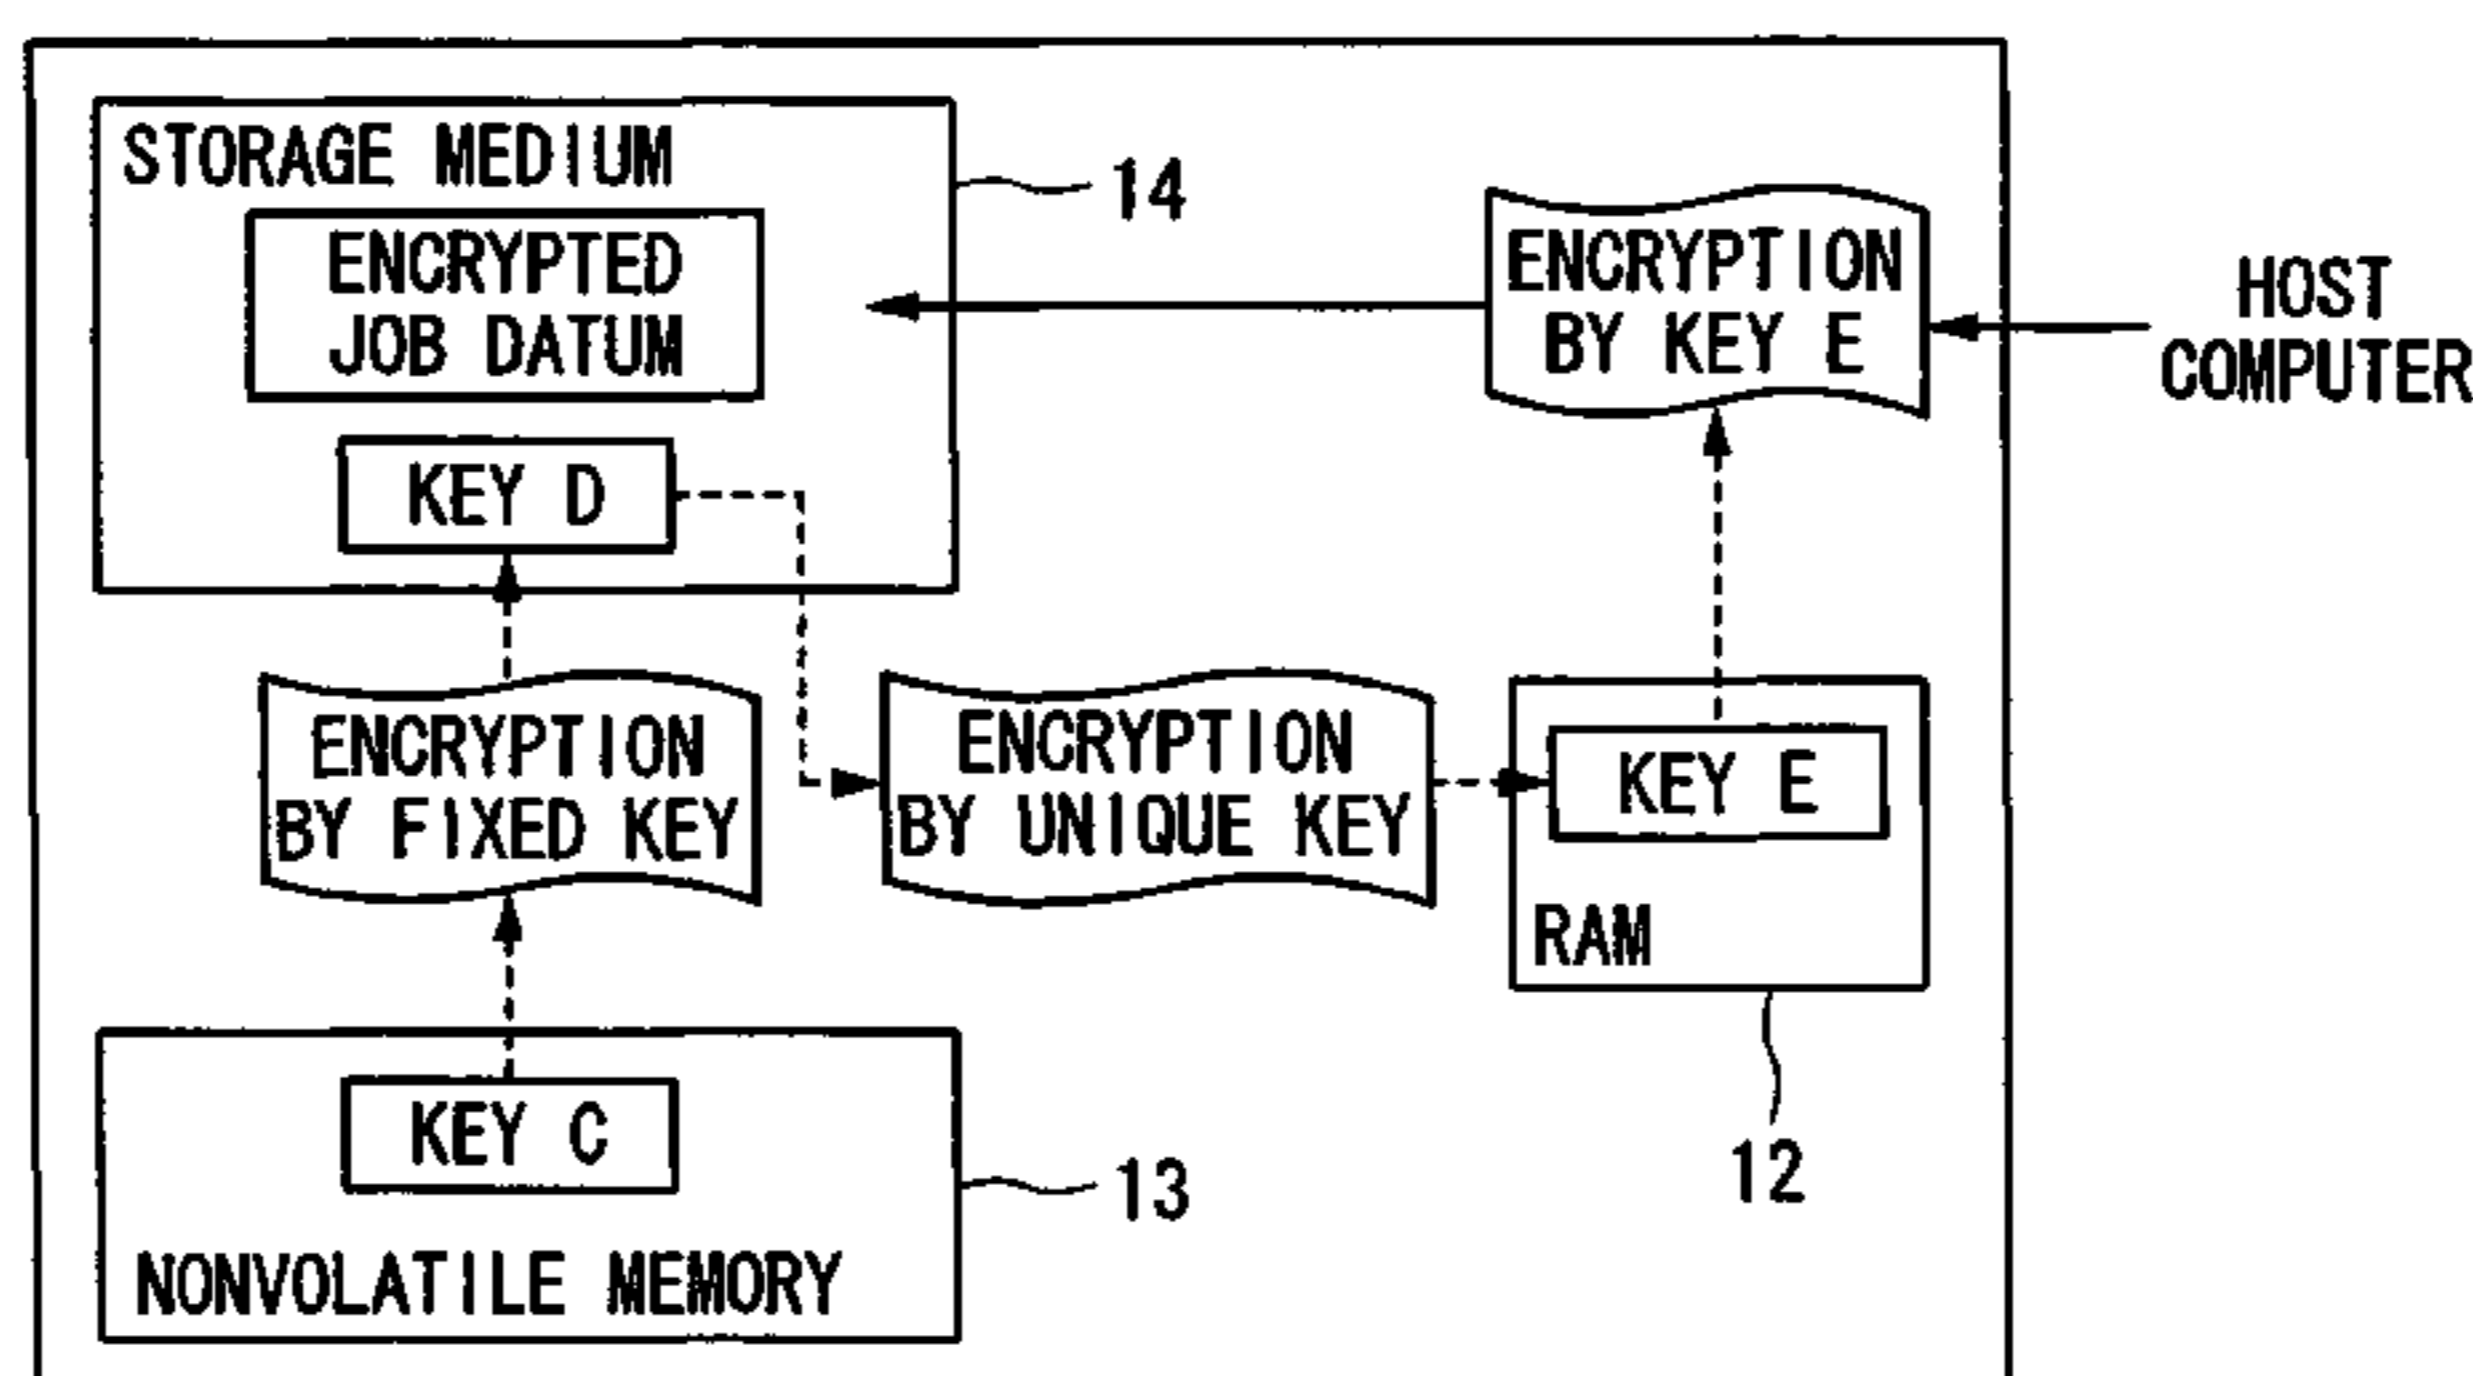 STORAGE MEDIUM
14
ENCRYPTED
JOB DATUM
KEY D
ENCRYPTION
BY KEY E
HOST
COMPUTER
ENCRYPTION
BY FIXED KEY
ENCRYPTION
BY UNIQUE KEY
KEY E
RAM
12
KEY C
13
NONVOLATILE MEMORY